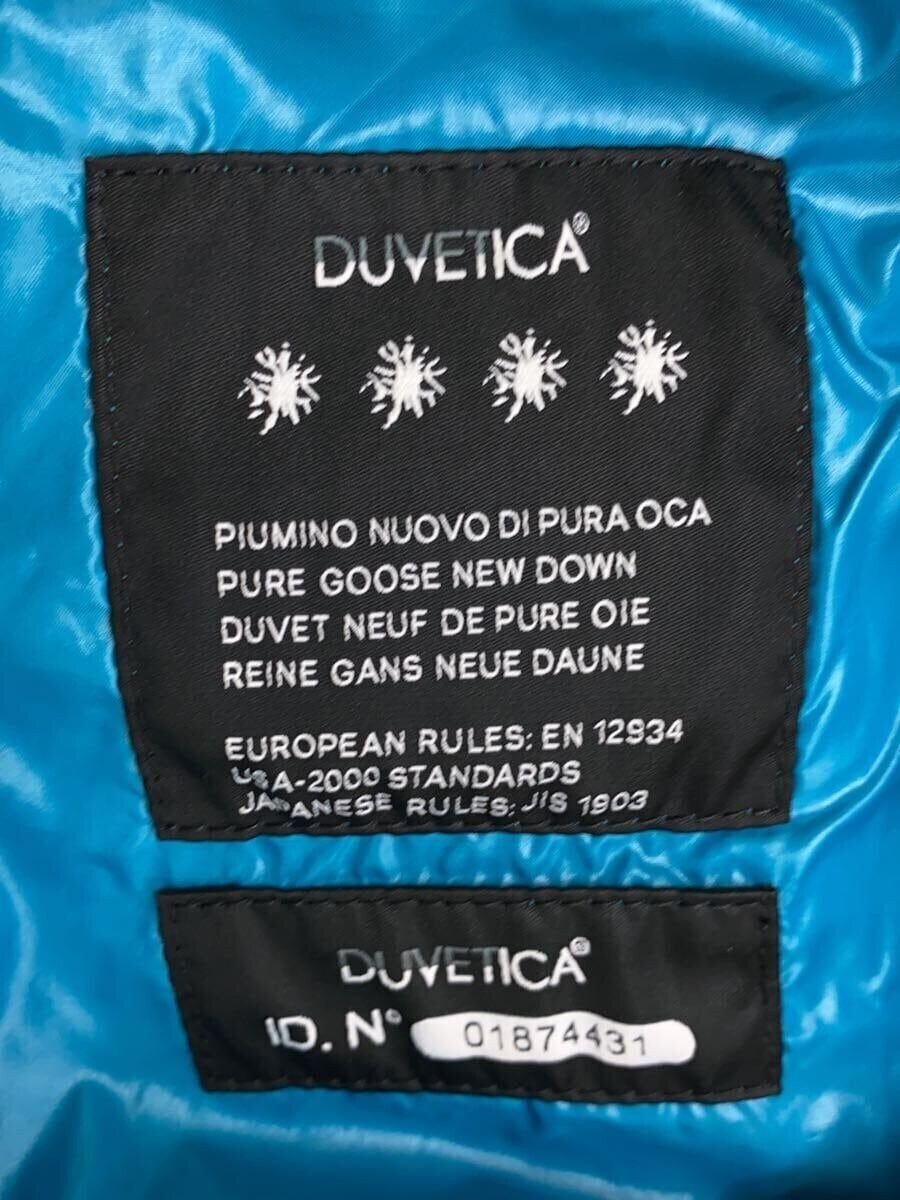 DUVETICA®
PIUMINO NUOVO DI PURA OCA
PURE GOOSE NEW DOWN
DUVET NEUF DE PURE OIE
REINE GANS NEUE DAUNE
EUROPEAN RULES: EN 12934
USA-2000 STANDARDS
JAPANESE RULES: JIS 1903
DUVETICA®
ID. N° 01874431